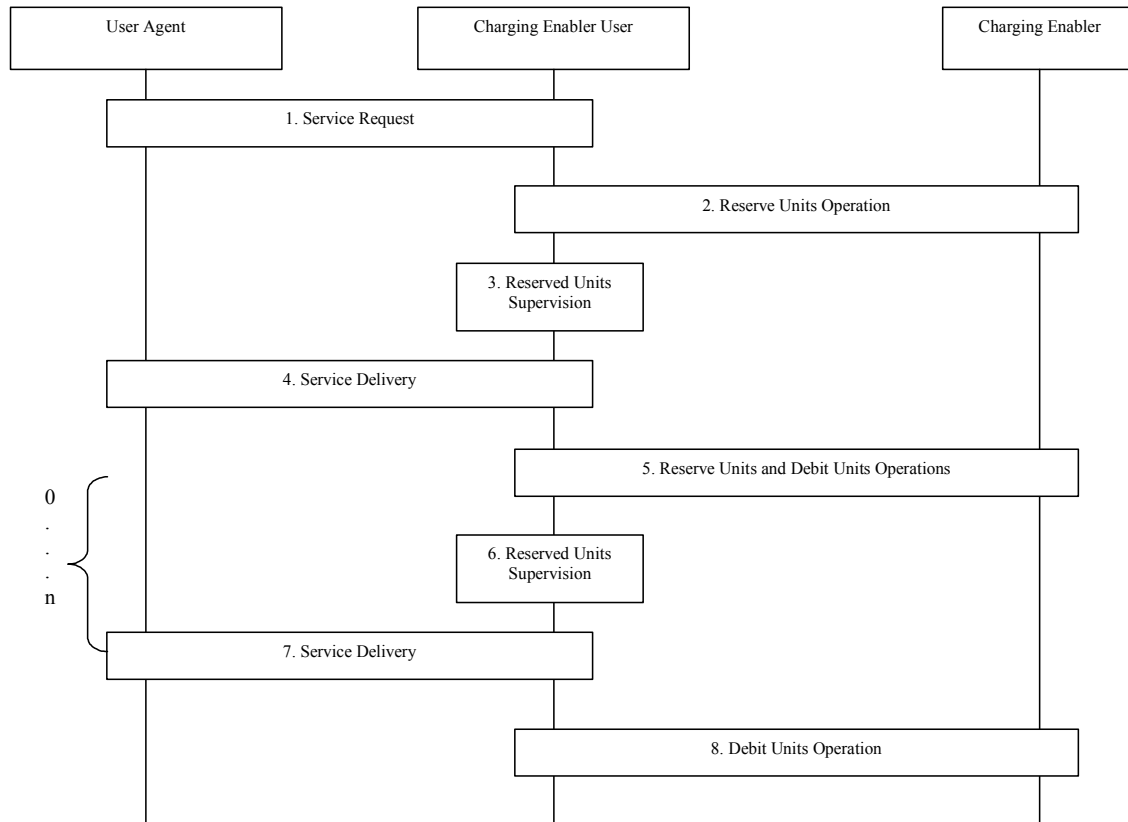 User Agent
Charging Enabler User
Charging Enabler
1. Service Request
2. Reserve Units Operation
3. Reserved Units
Supervision
4. Service Delivery
5. Reserve Units and Debit Units Operations
0
.
.
.
n
6. Reserved Units
Supervision
7. Service Delivery
8. Debit Units Operation